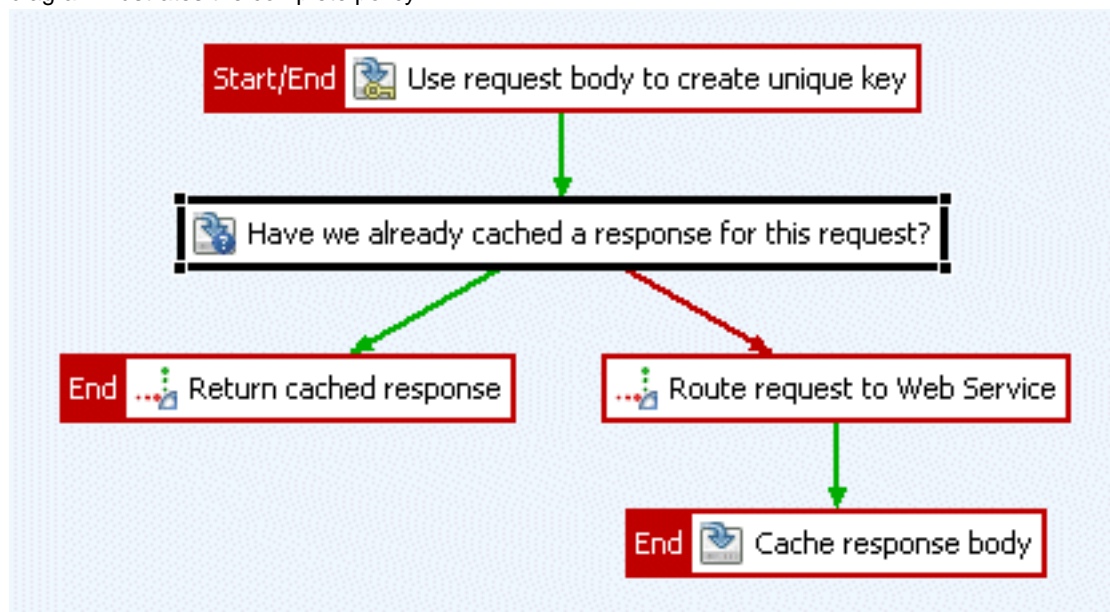 Start/End Use request body to create unique key
Have we already cached a response for this request?
End Return cached response
Route request to Web Service
End Cache response body